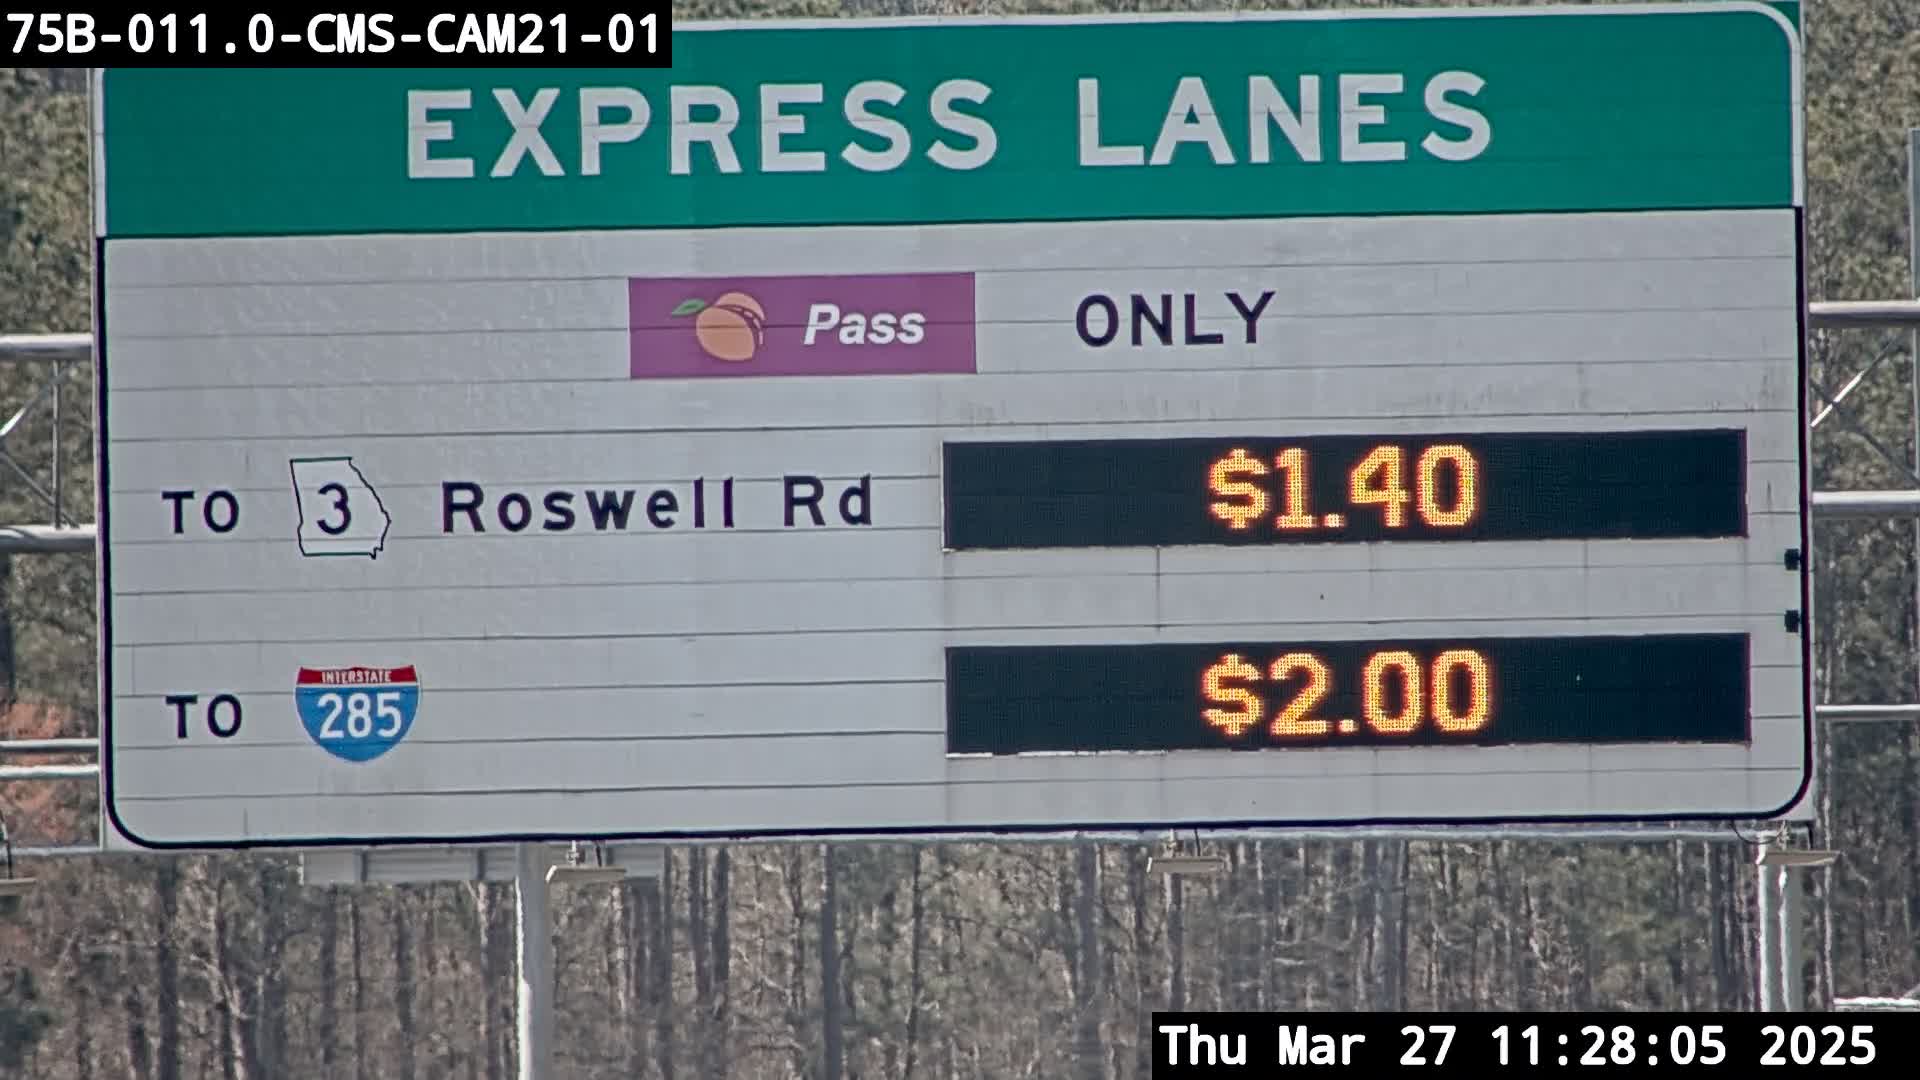 75B-011.0-CMS-CAM21-01
EXPRESS LANES
Pass ONLY
TO 3 Roswell Rd $1.40
TO INTERSTATE 285 $2.00
Thu Mar 27 11:28:05 2025